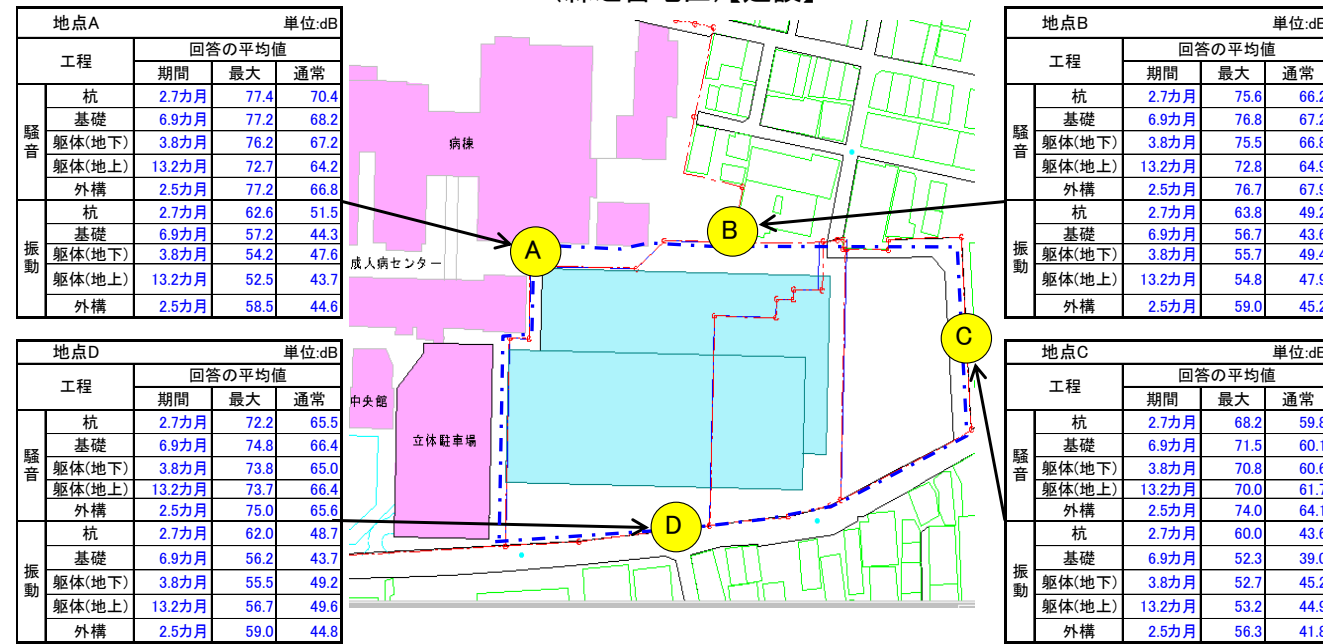 地点A 単位:dB
工程 回答の平均値
期間 最大 通常
騒音
杭 2.7カ月 77.4 70.4
基礎 6.9カ月 77.2 68.2
躯体(地下) 3.8カ月 76.2 67.2
躯体(地上) 13.2カ月 72.7 64.2
外構 2.5カ月 77.2 66.8
振動
杭 2.7カ月 62.6 51.5
基礎 6.9カ月 57.2 44.3
躯体(地下) 3.8カ月 54.2 47.6
躯体(地上) 13.2カ月 52.5 43.7
外構 2.5カ月 58.5 44.6
地点B 単位:dB
工程 回答の平均値
期間 最大 通常
騒音
杭 2.7カ月 75.6 66.2
基礎 6.9カ月 76.8 67.2
躯体(地下) 3.8カ月 75.5 66.8
躯体(地上) 13.2カ月 72.8 64.9
外構 2.5カ月 76.7 67.9
振動
杭 2.7カ月 63.8 49.2
基礎 6.9カ月 56.7 43.6
躯体(地下) 3.8カ月 55.7 49.4
躯体(地上) 13.2カ月 54.8 47.9
外構 2.5カ月 59.0 45.2
病棟
成人病センター
中央館
立体駐車場
A
B
C
D
地点D 単位:dB
工程 回答の平均値
期間 最大 通常
騒音
杭 2.7カ月 72.2 65.5
基礎 6.9カ月 74.8 66.4
躯体(地下) 3.8カ月 73.8 65.0
躯体(地上) 13.2カ月 73.7 66.4
外構 2.5カ月 75.0 65.6
振動
杭 2.7カ月 62.0 48.7
基礎 6.9カ月 56.2 43.7
躯体(地下) 3.8カ月 55.5 49.2
躯体(地上) 13.2カ月 56.7 49.6
外構 2.5カ月 59.0 44.8
地点C 単位:dB
工程 回答の平均値
期間 最大 通常
騒音
杭 2.7カ月 68.2 59.8
基礎 6.9カ月 71.5 60.1
躯体(地下) 3.8カ月 70.8 60.6
躯体(地上) 13.2カ月 70.0 61.7
外構 2.5カ月 74.0 64.1
振動
杭 2.7カ月 60.0 43.6
基礎 6.9カ月 52.3 39.0
躯体(地下) 3.8カ月 52.7 45.2
躯体(地上) 13.2カ月 53.2 44.9
外構 2.5カ月 56.3 41.8